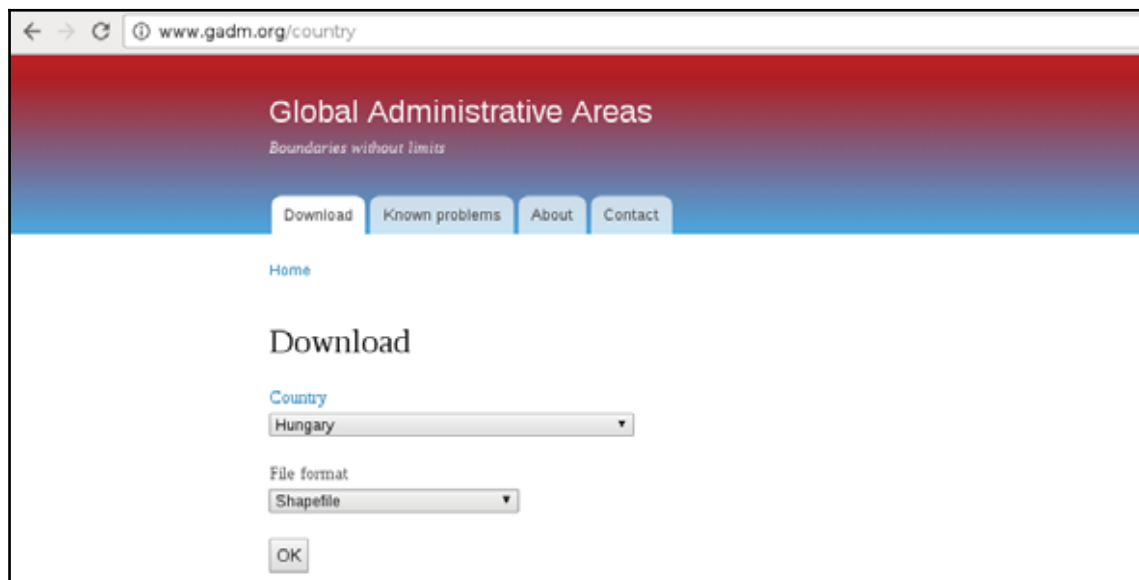 www.gadm.org/country
Global Administrative Areas
Boundaries without limits
Download Known problems About Contact
Home
Download
Country
Hungary
File format
Shapefile
OK